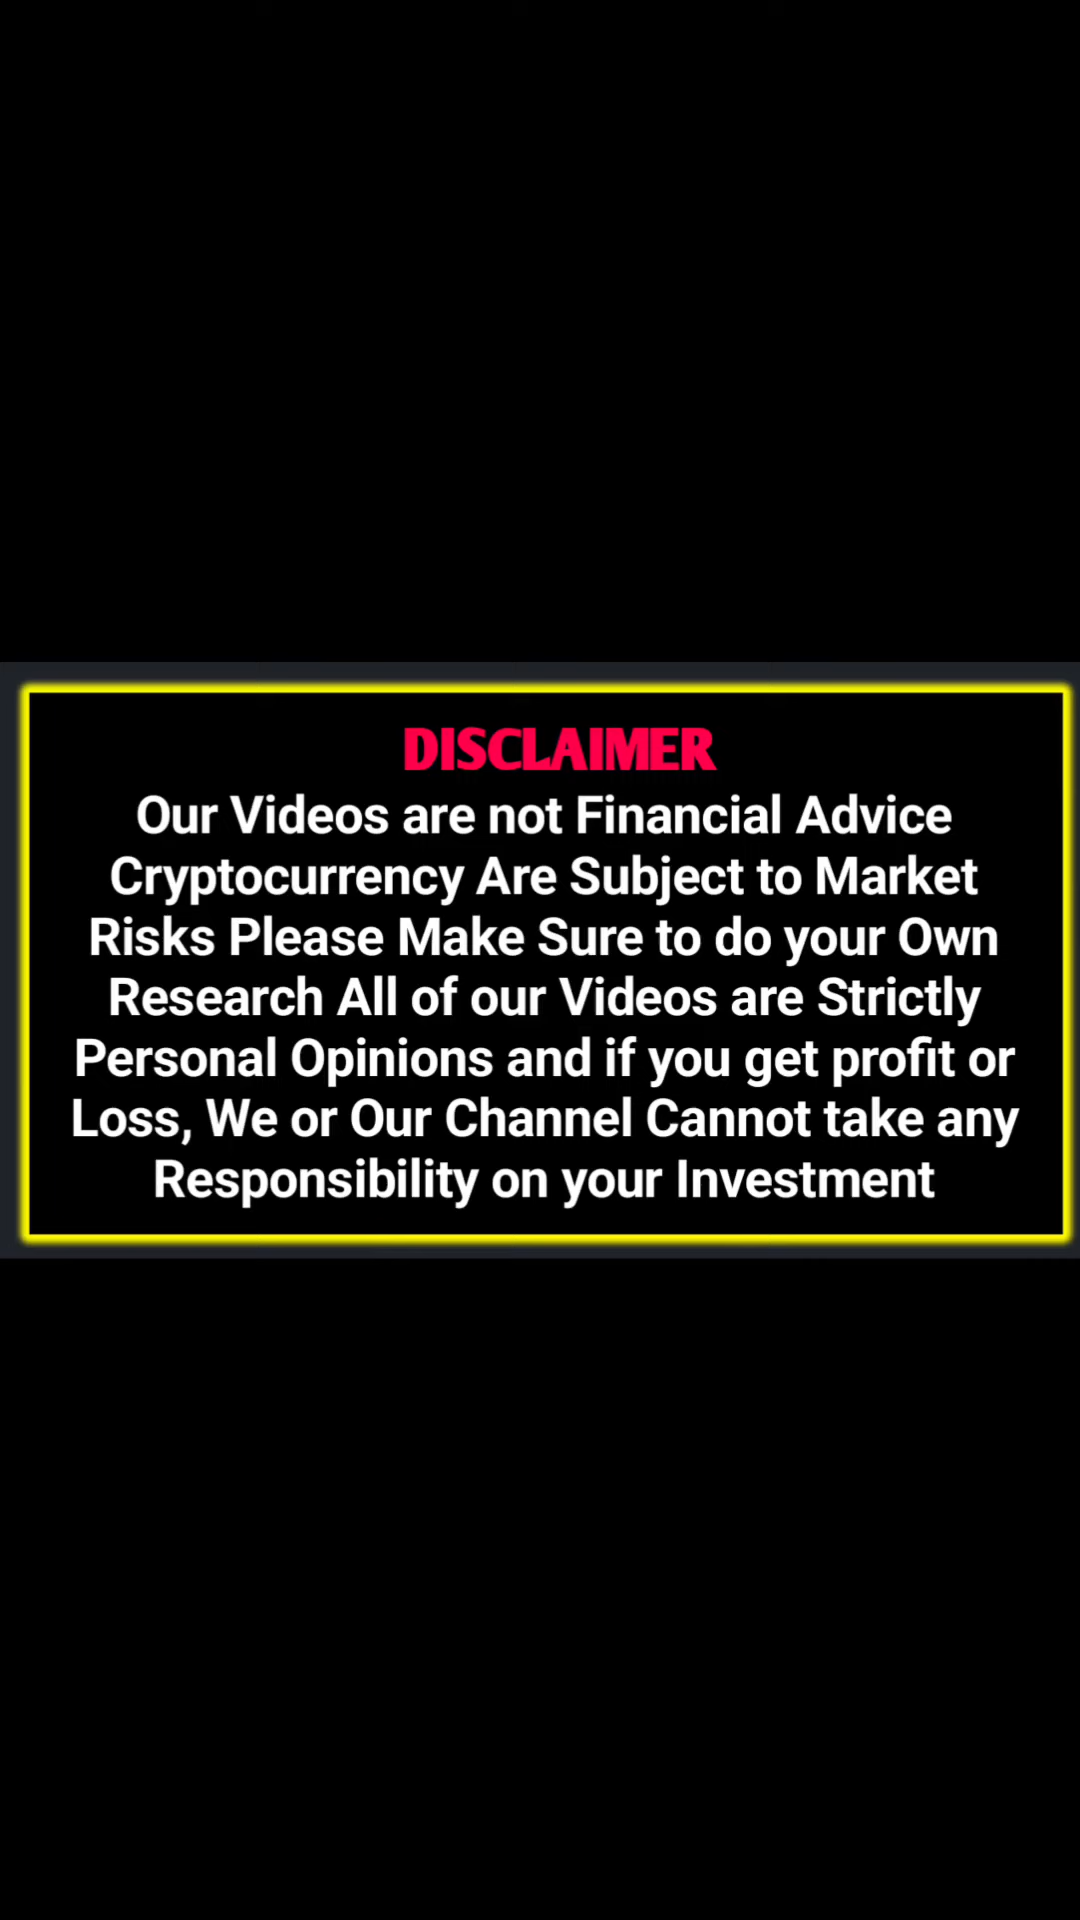 DISCLAIMER
Our Videos are not Financial Advice
Cryptocurrency Are Subject to Market
Risks Please Make Sure to do your Own
Research All of our Videos are Strictly
Personal Opinions and if you get profit or
Loss, We or Our Channel Cannot take any
Responsibility on your Investment